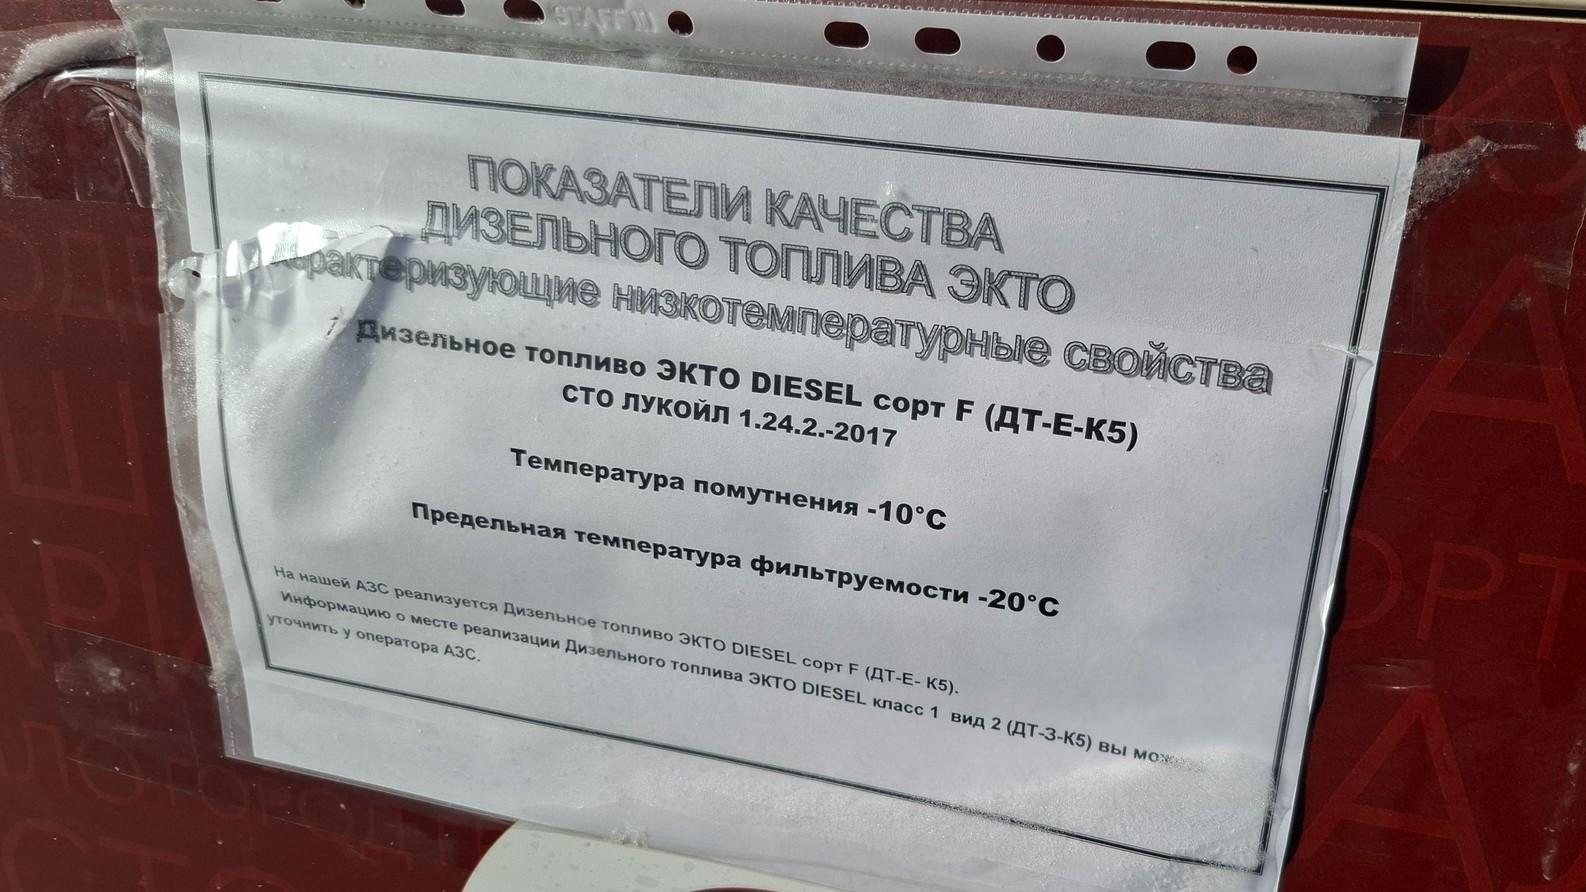 STAFF
ПОКАЗАТЕЛИ КАЧЕСТВА
ДИЗЕЛЬНОГО ТОПЛИВА ЭКТО
характеризующие низкотемпературные свойства
Дизельное топливо ЭКТО DIESEL сорт F (ДТ-Е-К5)
СТО ЛУКОЙЛ 1.24.2.-2017
Температура помутнения -10°С
Предельная температура фильтруемости -20°С
На нашей АЗС реализуется Дизельное топливо ЭКТО DIESEL сорт F (ДТ-Е- К5).
Информацию о месте реализации Дизельного топлива ЭКТО DIESEL класс 1 вид 2 (ДТ-З-К5) вы
уточнить у оператора АЗС.